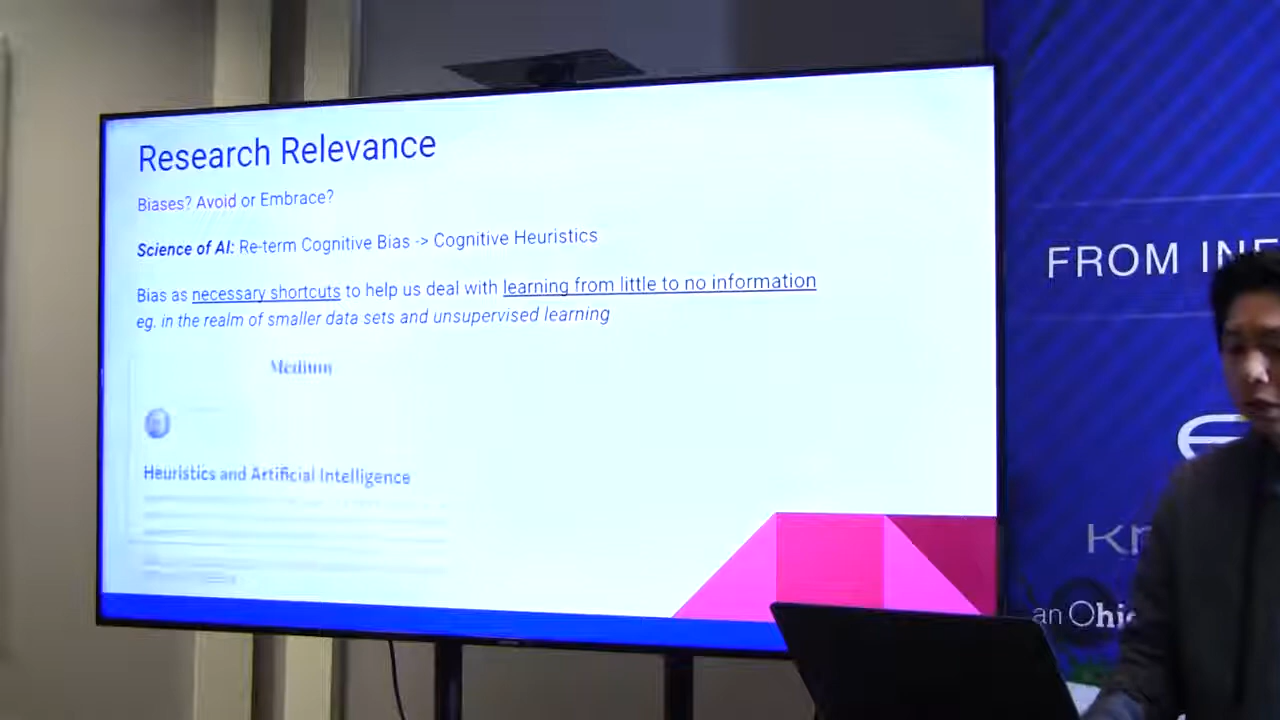 Research Relevance
Biases? Avoid or Embrace?
Science of AI: Re-term Cognitive Bias -> Cognitive Heuristics
Bias as necessary shortcuts to help us deal with learning from little to no information
eg. in the realm of smaller data sets and unsupervised learning
Medium
Heuristics and Artificial Intelligence
FROM
an Ohio